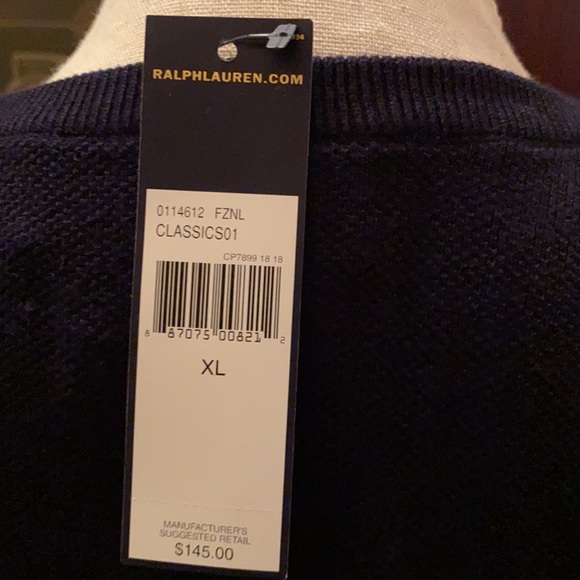 RALPHLAUREN.COM
0114612 FZNL
CLASSICS01
CP7899 18 18
8 87075 00821 2
XL
MANUFACTURER'S
SUGGESTED RETAIL
$145.00